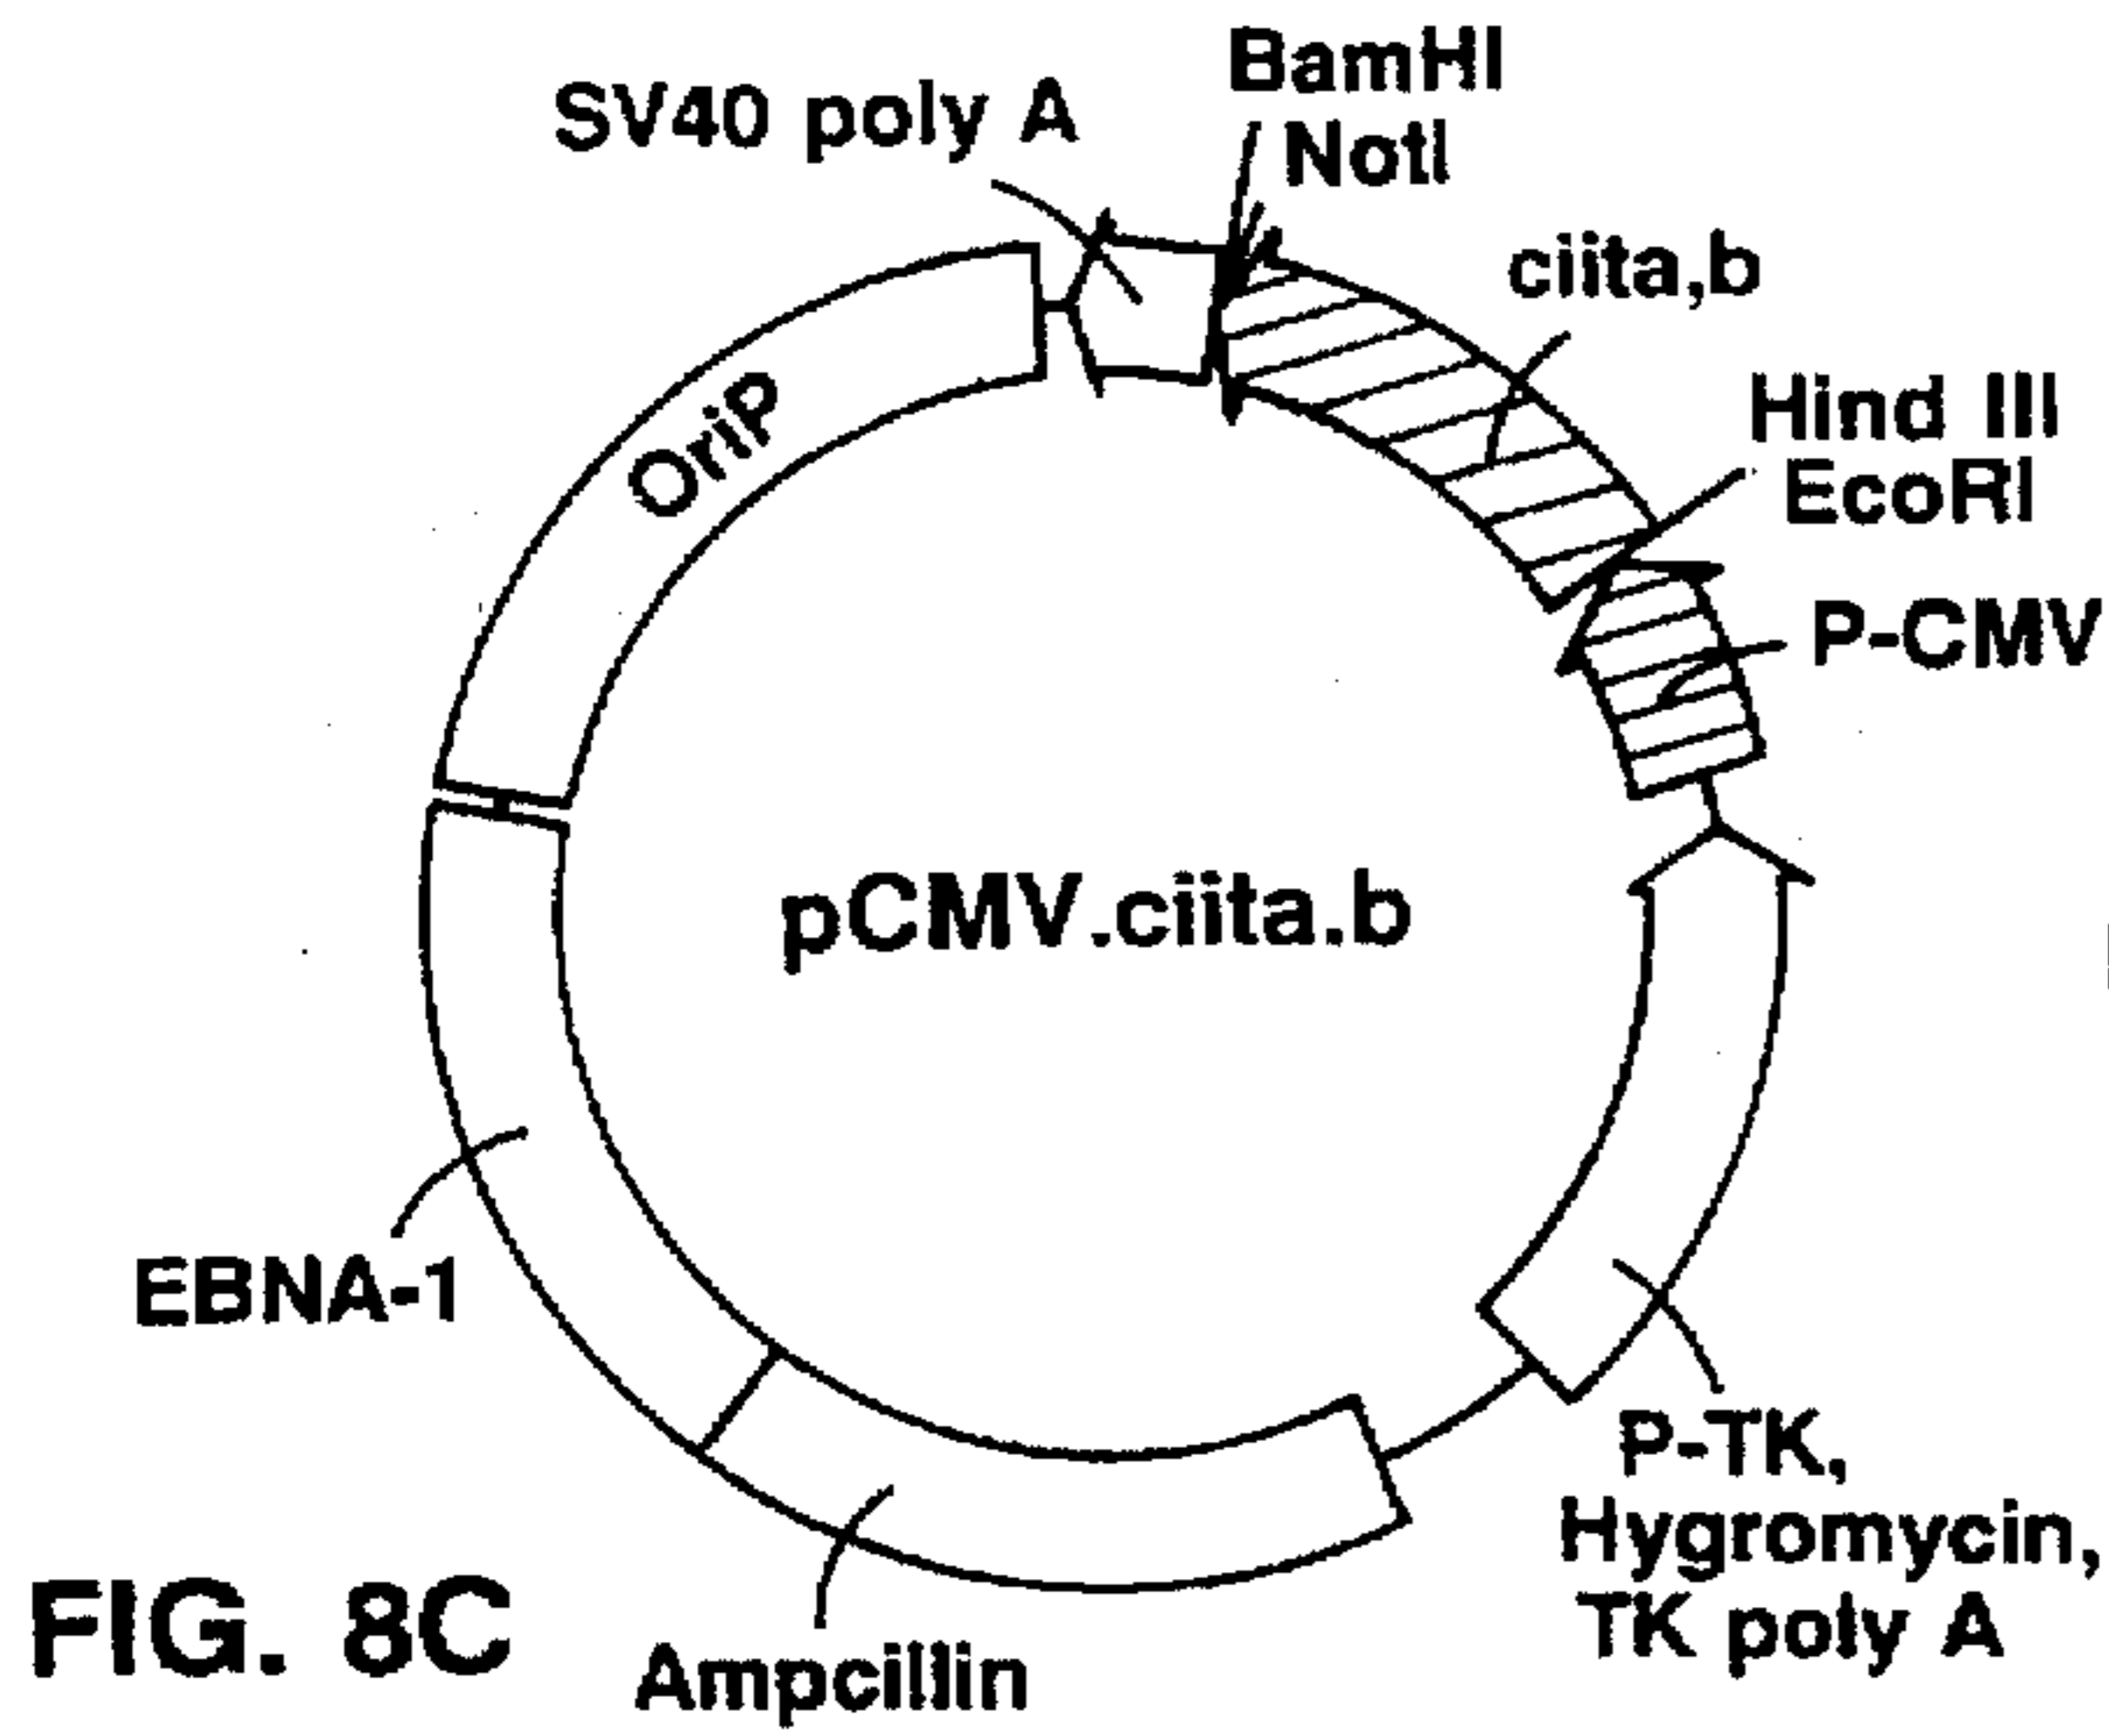 BamHI
SV40 poly A
NotI
ciita,b
Hind III
EcoRI
OriP
P-CMV
pCMV.ciita.b
EBNA-1
P-TK,
Hygromycin,
TK poly A
Ampcillin
FIG. 8C